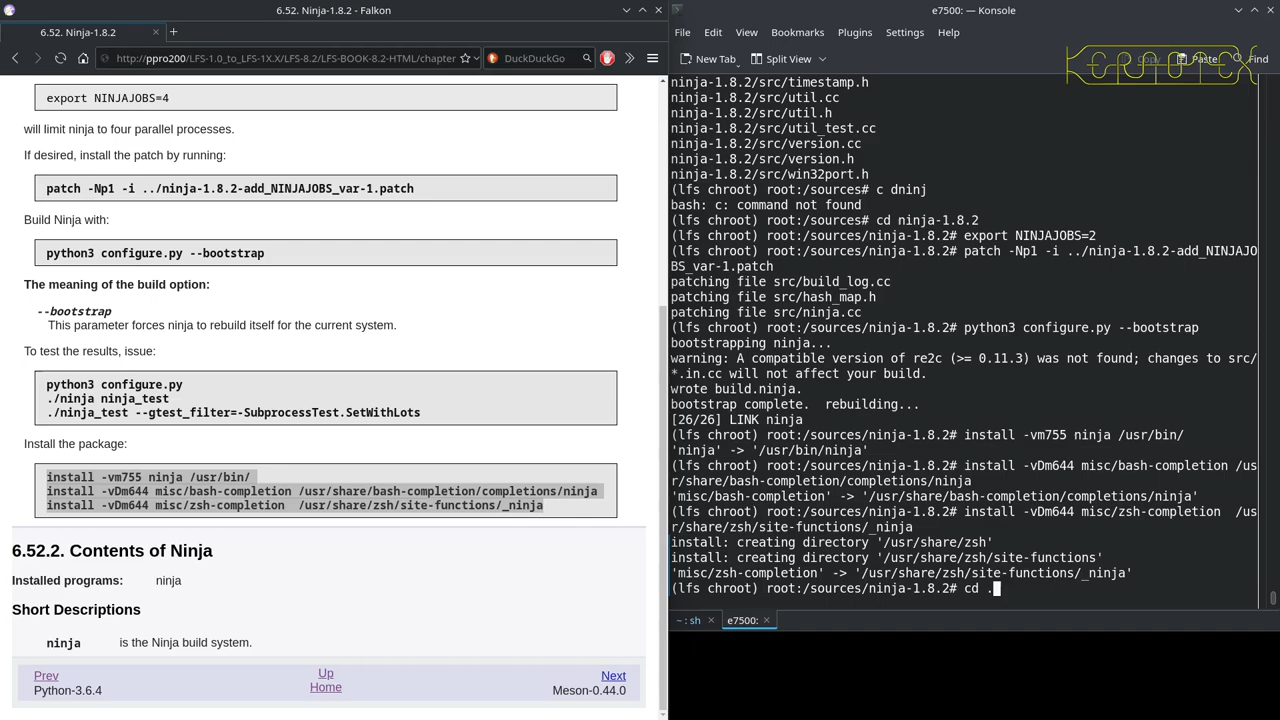 6.52. Ninja-1.8.2 - Falkon
e7500: — Konsole
6.52. Ninja-1.8.2
http://ppro200/LFS-1.0_to_LFS-1X.X/LFS-8.2/LFS-BOOK-8.2-HTML/chapter
DuckDuckGo
export NINJAJOBS=4
will limit ninja to four parallel processes.
If desired, install the patch by running:
patch -Np1 -i ../ninja-1.8.2-add_NINJAJOBS_var-1.patch
Build Ninja with:
python3 configure.py --bootstrap
The meaning of the build option:
--bootstrap
This parameter forces ninja to rebuild itself for the current system.
To test the results, issue:
python3 configure.py
./ninja ninja_test
./ninja_test --gtest_filter=-SubprocessTest.SetWithLots
Install the package:
install -vm755 ninja /usr/bin/
install -vDm644 misc/bash-completion /usr/share/bash-completion/completions/ninja
install -vDm644 misc/zsh-completion  /usr/share/zsh/site-functions/_ninja
6.52.2. Contents of Ninja
Installed programs: ninja
Short Descriptions
ninja is the Ninja build system.
Prev Up Next
Python-3.6.4 Home Meson-0.44.0
File Edit View Bookmarks Plugins Settings Help
New Tab Split View Copy Paste Find
ninja-1.8.2/src/timestamp.h
ninja-1.8.2/src/util.cc
ninja-1.8.2/src/util.h
ninja-1.8.2/src/util_test.cc
ninja-1.8.2/src/version.cc
ninja-1.8.2/src/version.h
ninja-1.8.2/src/win32port.h
(lfs chroot) root:/sources# c dninj
bash: c: command not found
(lfs chroot) root:/sources# cd ninja-1.8.2
(lfs chroot) root:/sources/ninja-1.8.2# export NINJAJOBS=2
(lfs chroot) root:/sources/ninja-1.8.2# patch -Np1 -i ../ninja-1.8.2-add_NINJAJO
BS_var-1.patch
patching file src/build_log.cc
patching file src/hash_map.h
patching file src/ninja.cc
(lfs chroot) root:/sources/ninja-1.8.2# python3 configure.py --bootstrap
bootstrapping ninja...
warning: A compatible version of re2c (>= 0.11.3) was not found; changes to src/
*.in.cc will not affect your build.
wrote build.ninja.
bootstrap complete.  rebuilding...
[26/26] LINK ninja
(lfs chroot) root:/sources/ninja-1.8.2# install -vm755 ninja /usr/bin/
'ninja' -> '/usr/bin/ninja'
(lfs chroot) root:/sources/ninja-1.8.2# install -vDm644 misc/bash-completion /us
r/share/bash-completion/completions/ninja
'misc/bash-completion' -> '/usr/share/bash-completion/completions/ninja'
(lfs chroot) root:/sources/ninja-1.8.2# install -vDm644 misc/zsh-completion  /us
r/share/zsh/site-functions/_ninja
install: creating directory '/usr/share/zsh'
install: creating directory '/usr/share/zsh/site-functions'
'misc/zsh-completion' -> '/usr/share/zsh/site-functions/_ninja'
(lfs chroot) root:/sources/ninja-1.8.2# cd .
~ : sh e7500: